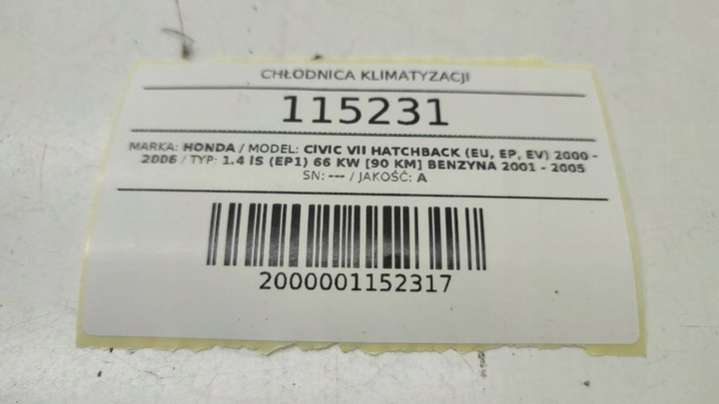 CHŁODNICA KLIMATYZACJI
115231
MARKA: HONDA / MODEL: CIVIC VII HATCHBACK (EU, EP, EV) 2000 -
2006 / TYP: 1.4 iS (EP1) 66 KW [90 KM] BENZYNA 2001 - 2005
SN: --- / JAKOŚĆ: A
2000001152317